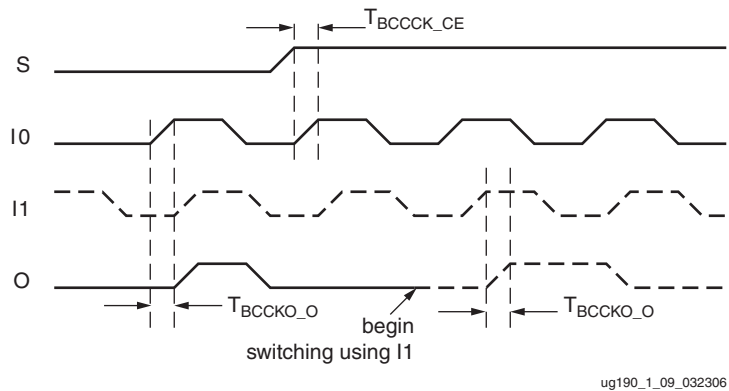 T_BCCCK_CE
S
I0
I1
O
T_BCCKO_O
begin
switching using I1
T_BCCKO_O
ug190_1_09_032306